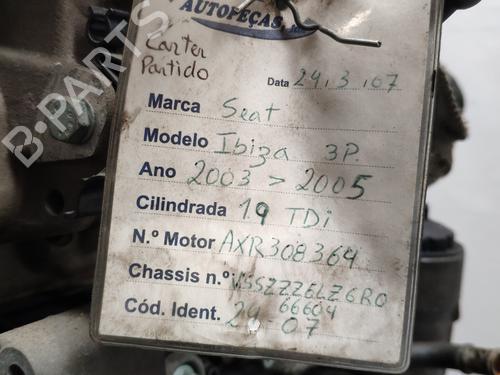 AUTOPEÇAS
Carter
Partido
Data 29.3.07
Marca Seat
Modelo Ibiza 3P.
Ano 2003 > 2005
Cilindrada 1.9 TDi
N.º Motor AXR308364
Chassis n.º VSSZZZ6LZ6R0
66604
Cód. Ident. 29 07
B-PARTS